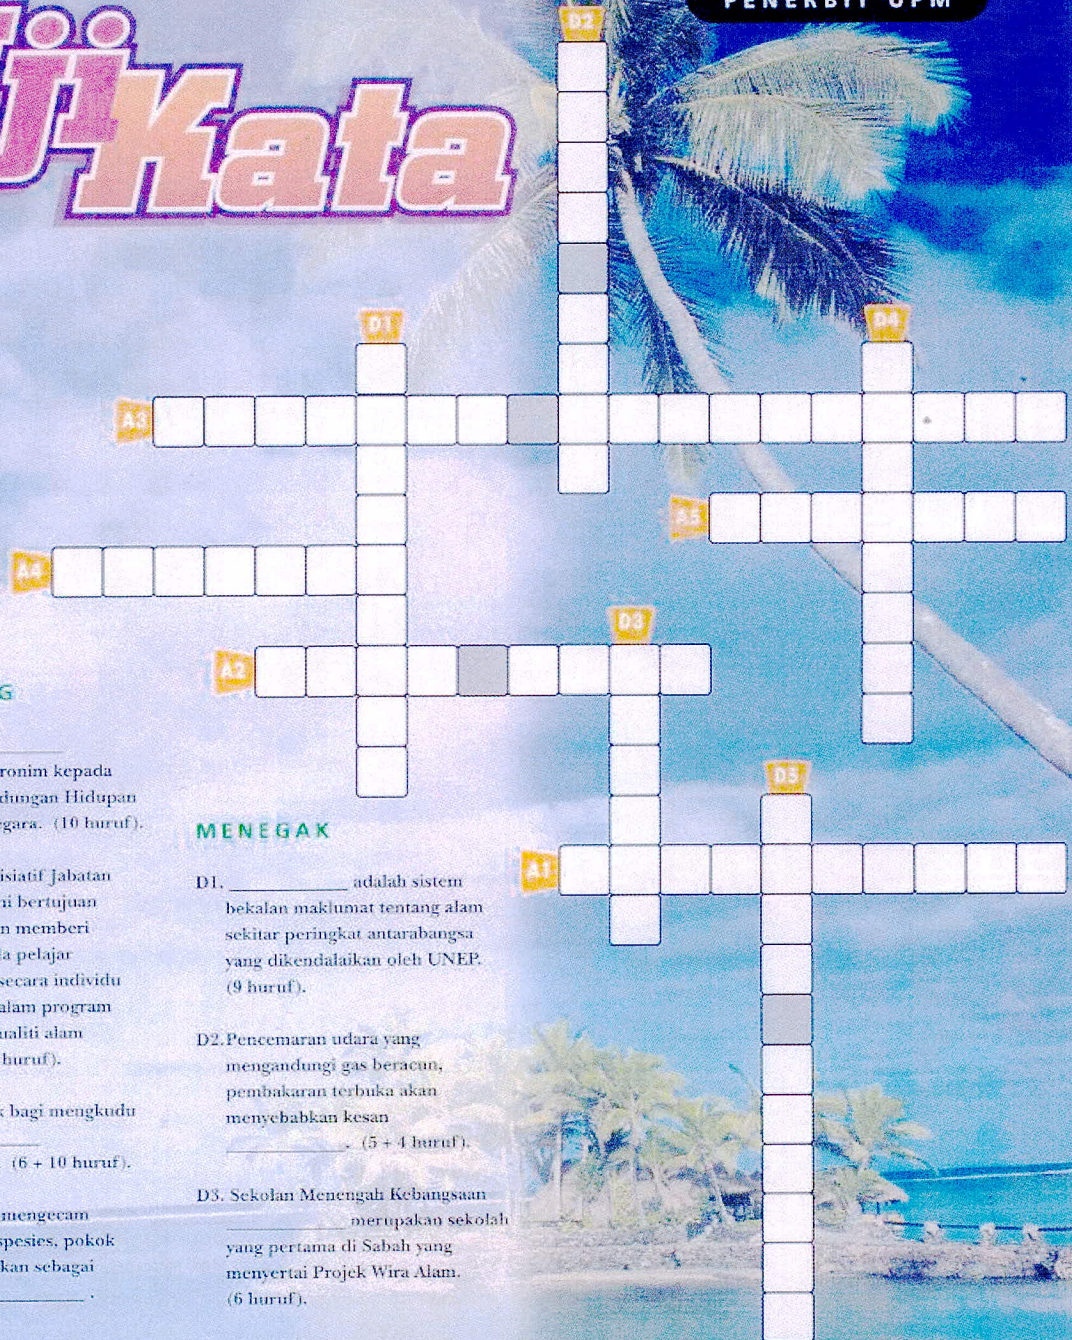 PENERBIT UPM
Uji Kata
D2
D1
D4
A3
A5
A4
D3
A2
D5
A1
G
ronim kepada
dungan Hidupan
egara. (10 huruf).
isiatif Jabatan
ni bertujuan
n memberi
a pelajar
secara individu
alam program
ualiti alam
huruf).
k bagi mengkudu
(6 + 10 huruf).
mengecam
spesies, pokok
kan sebagai
____________ .
MENEGAK
D1. ____________ adalah sistem
bekalan maklumat tentang alam
sekitar peringkat antarabangsa
yang dikendalaikan oleh UNEP.
(9 huruf).
D2.Pencemaran udara yang
mengandungi gas beracun,
pembakaran terbuka akan
menyebabkan kesan
____________. (5 + 4 huruf).
D3. Sekolan Menengah Kebangsaan
____________ merupakan sekolah
yang pertama di Sabah yang
menyertai Projek Wira Alam.
(6 huruf).